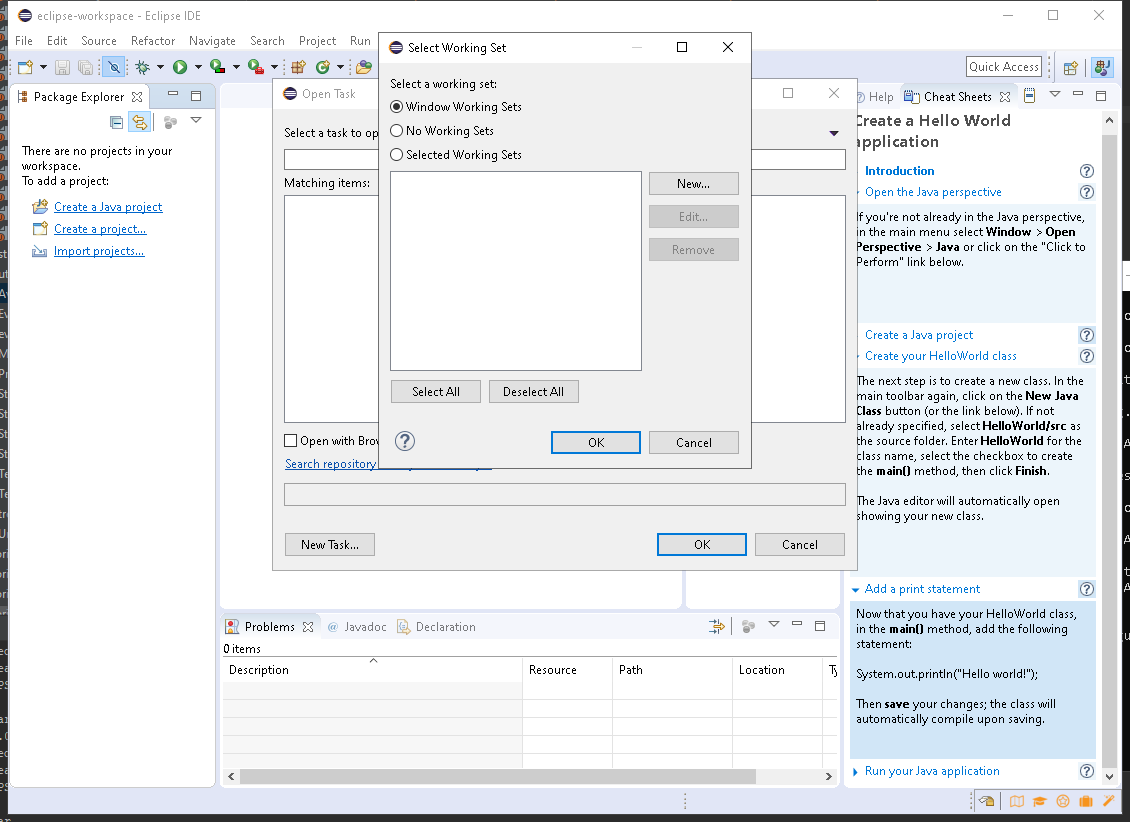 eclipse-workspace - Eclipse IDE
File Edit Source Refactor Navigate Search Project Run
Quick Access
Package Explorer
There are no projects in your
workspace.
To add a project:
Create a Java project
Create a project...
Import projects...
Open Task
Select a task to op
Matching items:
Open with Brow
Search repository
New Task...
OK
Cancel
Select Working Set
Select a working set:
Window Working Sets
No Working Sets
Selected Working Sets
New...
Edit...
Remove
Select All
Deselect All
OK
Cancel
Help
Cheat Sheets
Create a Hello World
application
Introduction
Open the Java perspective
If you're not already in the Java perspective,
in the main menu select Window > Open
Perspective > Java or click on the "Click to
Perform" link below.
Create a Java project
Create your HelloWorld class
The next step is to create a new class. In the
main toolbar again, click on the New Java
Class button (or the link below). If not
already specified, select HelloWorld/src as
the source folder. Enter HelloWorld for the
class name, select the checkbox to create
the main() method, then click Finish.
The Java editor will automatically open
showing your new class.
Add a print statement
Now that you have your HelloWorld class,
in the main() method, add the following
statement:
System.out.println("Hello world!");
Then save your changes; the class will
automatically compile upon saving.
Run your Java application
Problems
@ Javadoc
Declaration
0 items
Description
Resource
Path
Location